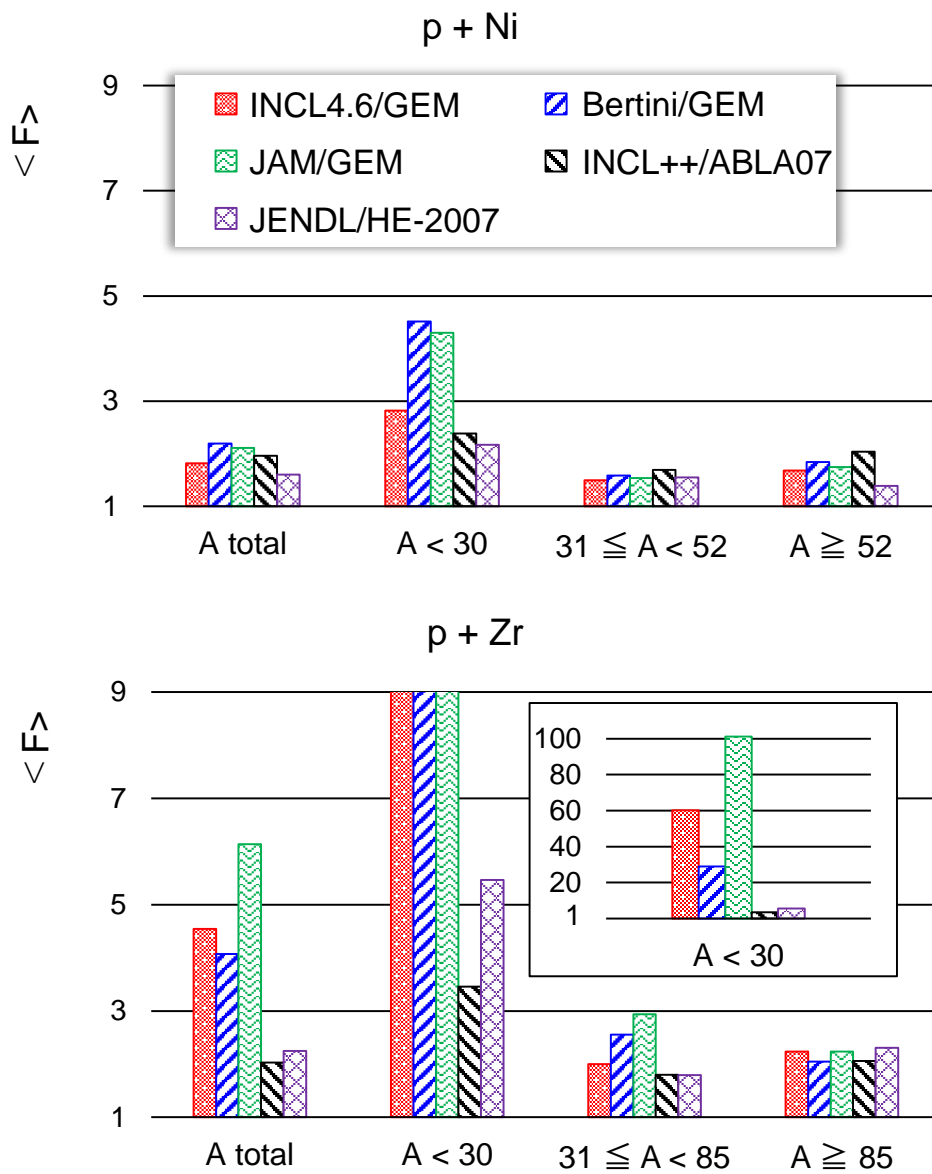 p + Ni
<F>
9
7
5
3
1
INCL4.6/GEM
Bertini/GEM
JAM/GEM
INCL++/ABLA07
JENDL/HE-2007
A total
A < 30
31 ≦ A < 52
A ≧ 52
p + Zr
<F>
9
7
5
3
1
100
80
60
40
20
1
A < 30
A total
A < 30
31 ≦ A < 85
A ≧ 85